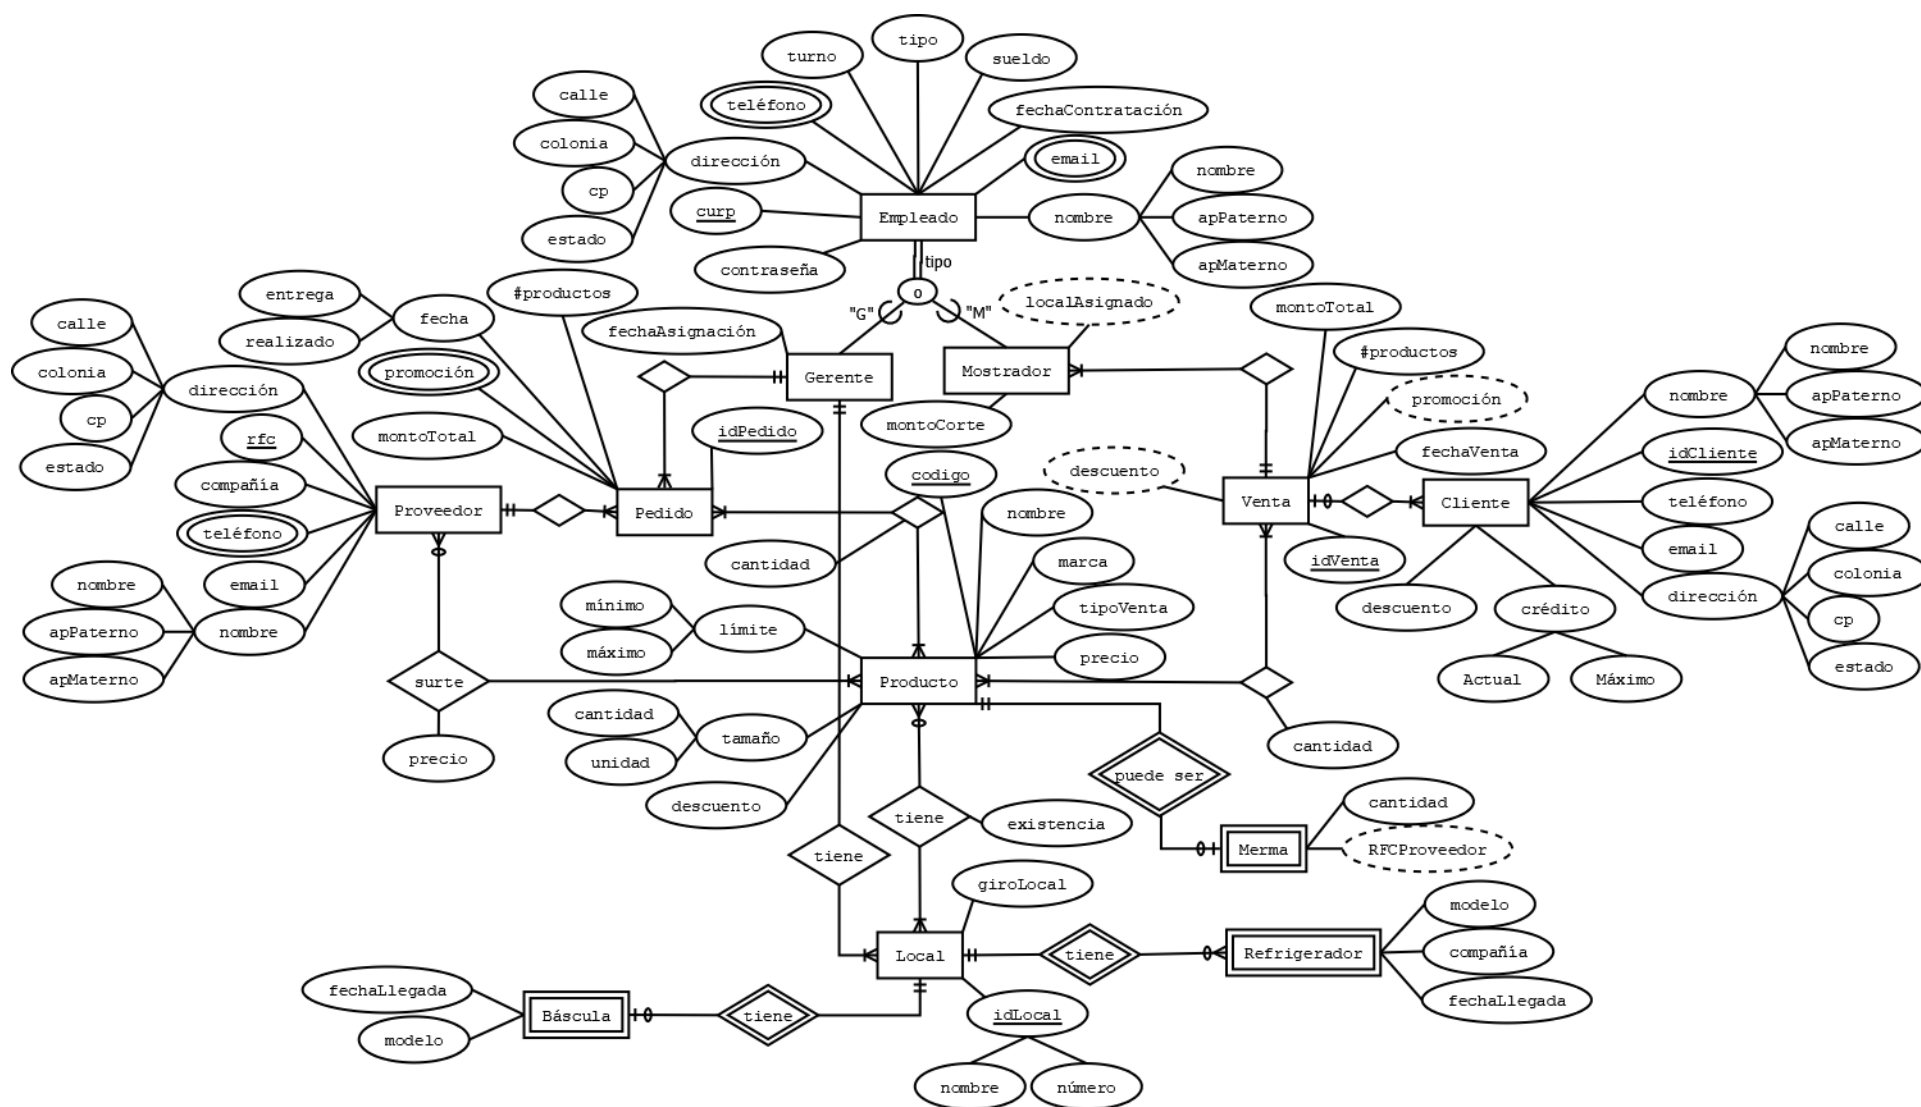 tipo
turno
sueldo
calle
teléfono
fechaContratación
colonia
dirección
email
nombre
cp
curp
Empleado
nombre
apPaterno
estado
contraseña
tipo
apMaterno
entrega
#productos
o
localAsignado
montoTotal
calle
fecha
"G"
"M"
realizado
fechaAsignación
#productos
nombre
colonia
promoción
Gerente
Mostrador
promoción
nombre
apPaterno
dirección
cp
rfc
montoTotal
idPedido
montoCorte
fechaVenta
idCliente
apMaterno
estado
compañía
codigo
descuento
Proveedor
Pedido
nombre
Venta
Cliente
teléfono
calle
teléfono
cantidad
marca
idVenta
email
colonia
nombre
email
mínimo
tipoVenta
descuento
crédito
dirección
cp
apPaterno
nombre
límite
máximo
precio
estado
apMaterno
surte
Producto
Actual
Máximo
cantidad
tamaño
unidad
precio
cantidad
puede ser
descuento
tiene
existencia
cantidad
tiene
Merma
RFCProveedor
giroLocal
modelo
Local
tiene
Refrigerador
compañía
fechaLlegada
fechaLlegada
Báscula
tiene
idLocal
modelo
nombre
número